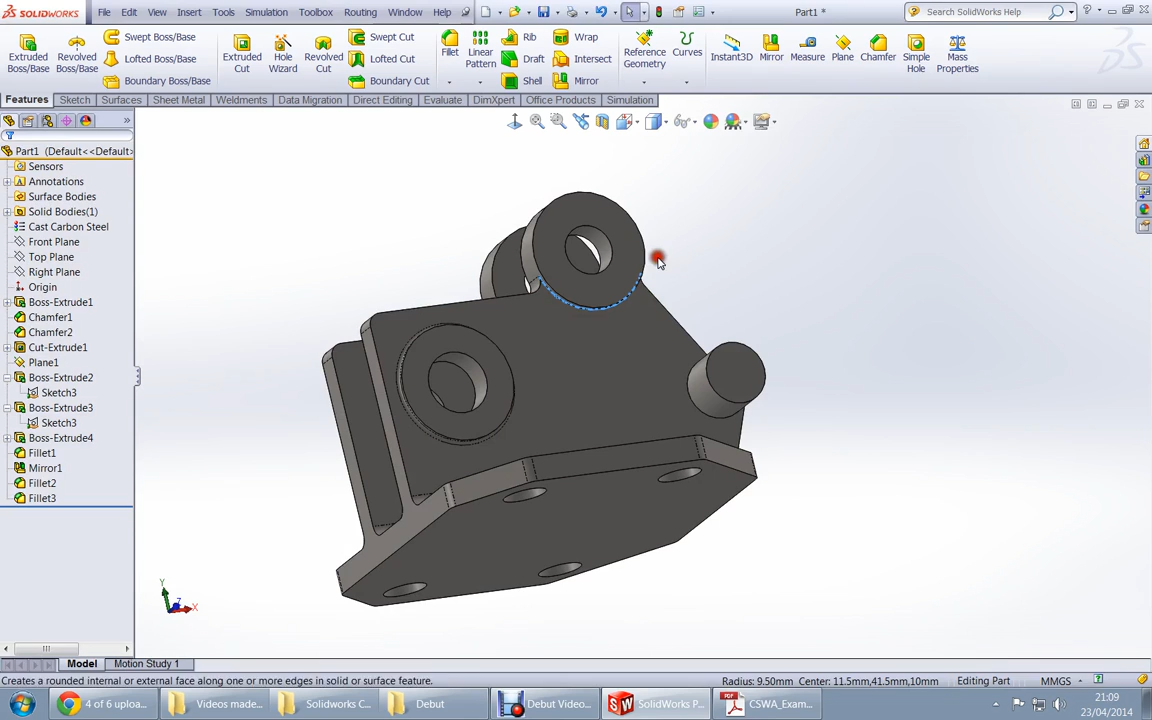 SOLIDWORKS File Edit View Insert Tools Simulation Toolbox Routing Window Help Part1 * Search SolidWorks Help
Extruded Boss/Base
Revolved Boss/Base
Swept Boss/Base
Lofted Boss/Base
Boundary Boss/Base
Extruded Cut
Hole Wizard
Revolved Cut
Swept Cut
Lofted Cut
Boundary Cut
Fillet
Linear Pattern
Rib
Draft
Shell
Wrap
Intersect
Mirror
Reference Geometry
Curves
Instant3D
Mirror
Measure
Plane
Chamfer
Simple Hole
Mass Properties
Features Sketch Surfaces Sheet Metal Weldments Data Migration Direct Editing Evaluate DimXpert Office Products Simulation
Part1 (Default<<Default>
Sensors
Annotations
Surface Bodies
Solid Bodies(1)
Cast Carbon Steel
Front Plane
Top Plane
Right Plane
Origin
Boss-Extrude1
Chamfer1
Chamfer2
Cut-Extrude1
Plane1
Boss-Extrude2
Sketch3
Boss-Extrude3
Sketch3
Boss-Extrude4
Fillet1
Mirror1
Fillet2
Fillet3
Y
Z
X
Model Motion Study 1
Creates a rounded internal or external face along one or more edges in solid or surface feature. Radius: 9.50mm Center: 11.5mm,41.5mm,10mm Editing Part MMGS
4 of 6 uploa... Videos made... Solidworks C... Debut Debut Video... SolidWorks P... CSWA_Exam... 21:09
23/04/2014